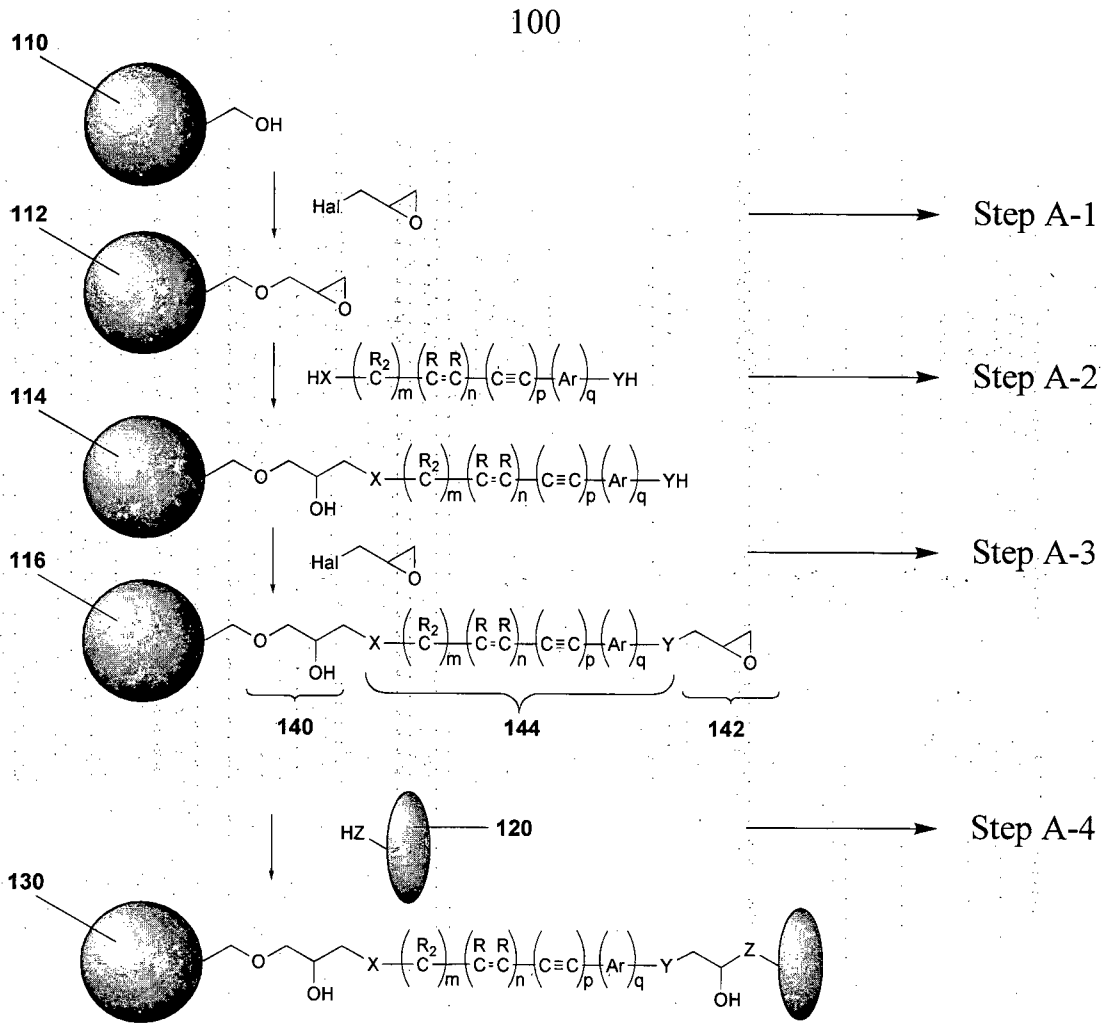 100
110
OH
Hal
O
Step A-1
112
O
O
HX (R2 C)m (R R C=C)n (C≡C)p (Ar)q YH
Step A-2
114
O
OH
X (R2 C)m (R R C=C)n (C≡C)p (Ar)q YH
Hal
O
Step A-3
116
O
OH
X (R2 C)m (R R C=C)n (C≡C)p (Ar)q Y
O
140
144
142
HZ
120
Step A-4
130
O
OH
X (R2 C)m (R R C=C)n (C≡C)p (Ar)q Y
OH
Z